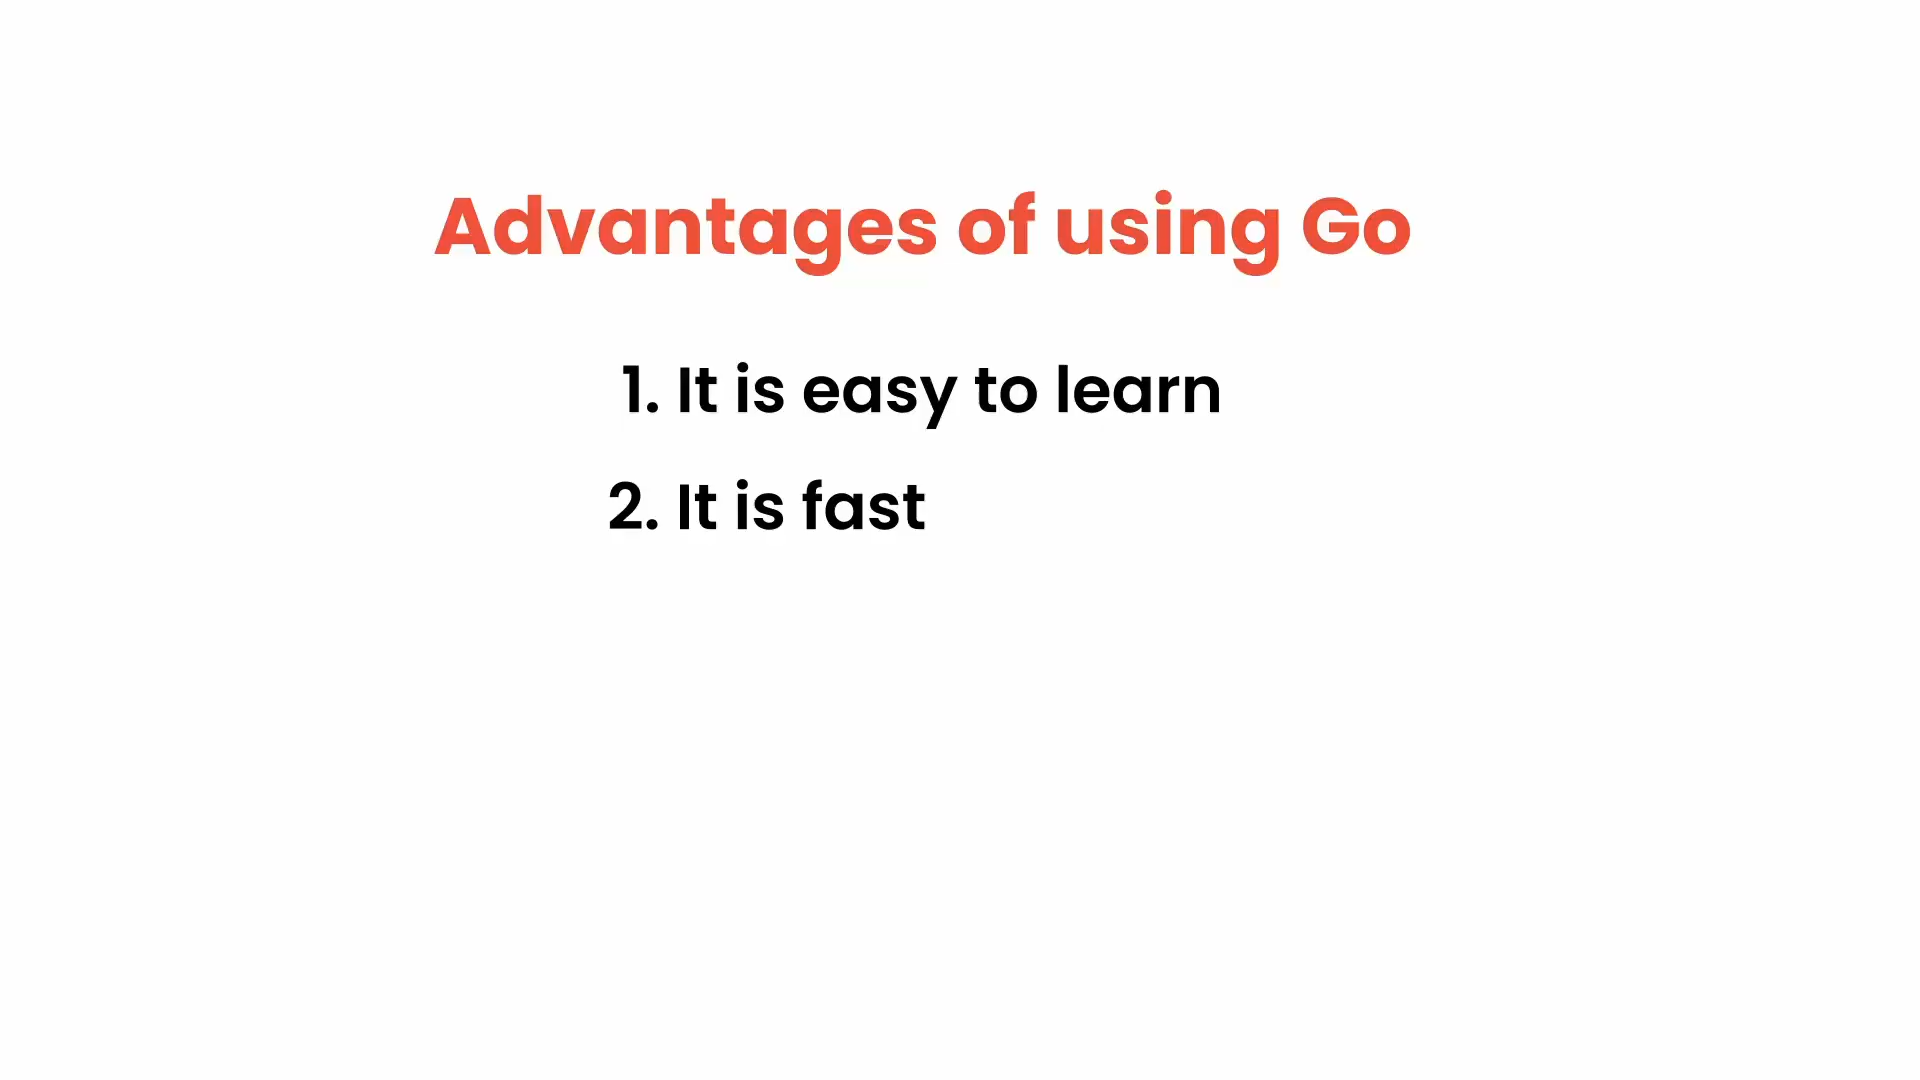 Advantages of using Go
1. It is easy to learn
2. It is fast